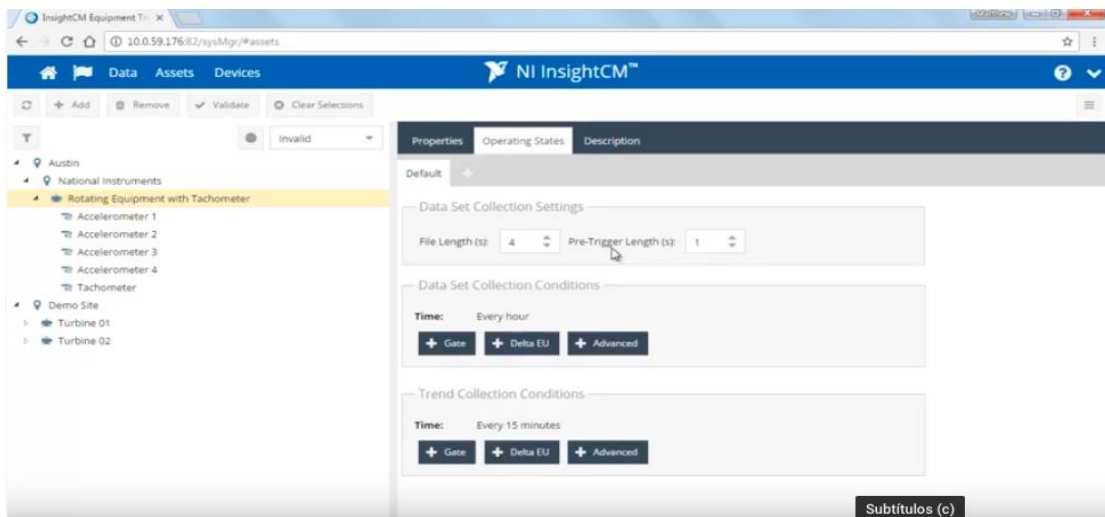 InsightCM Equipment Tr
10.0.59.176:82/sysMgr/#assets
Data Assets Devices
NI InsightCM™
Add Remove Validate Clear Selections
Invalid
Austin
National Instruments
Rotating Equipment with Tachometer
Accelerometer 1
Accelerometer 2
Accelerometer 3
Accelerometer 4
Tachometer
Demo Site
Turbine 01
Turbine 02
Properties Operating States Description
Default
Data Set Collection Settings
File Length (s): 4 Pre-Trigger Length (s): 1
Data Set Collection Conditions
Time: Every hour
Gate Delta EU Advanced
Trend Collection Conditions
Time: Every 15 minutes
Gate Delta EU Advanced
Subtítulos (c)